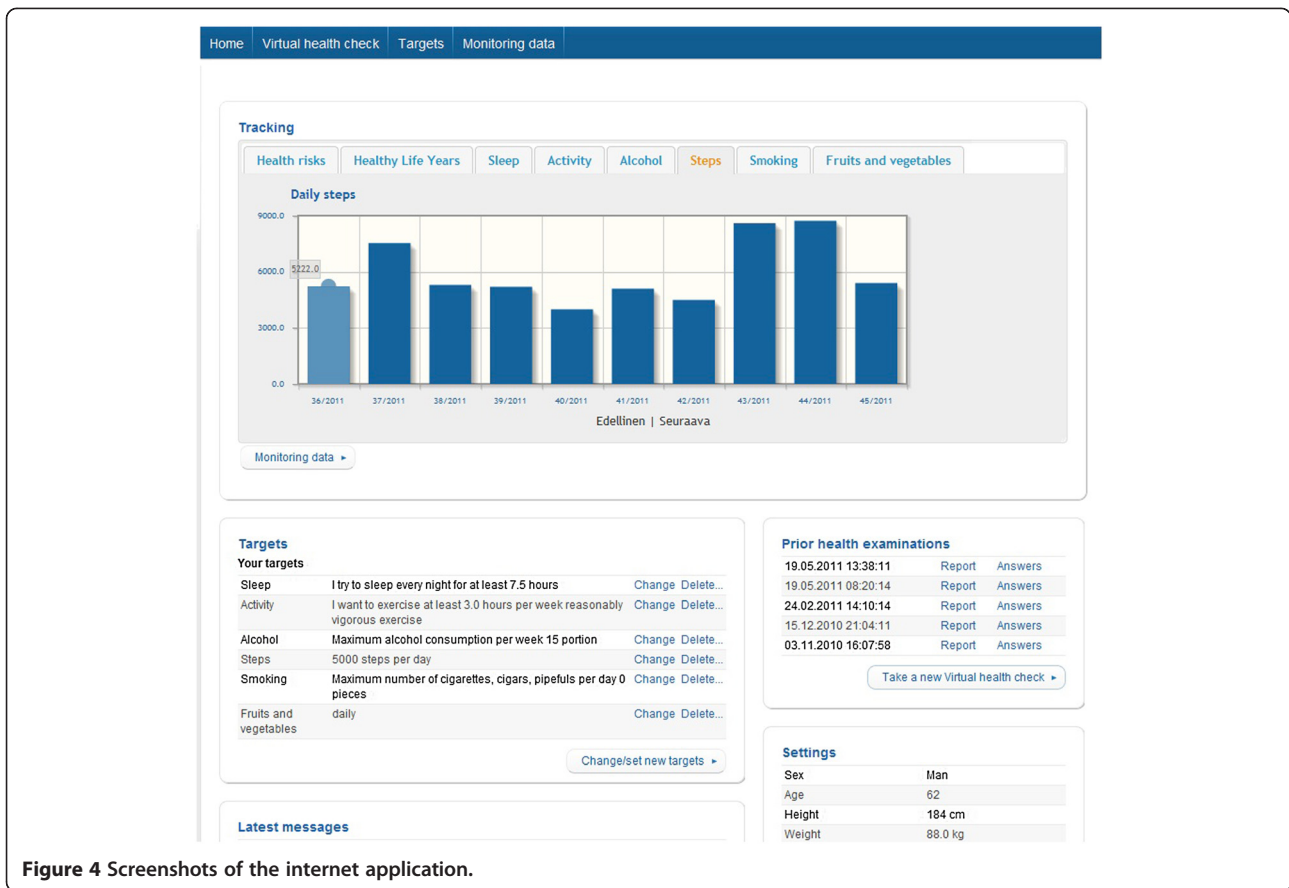 Home Virtual health check Targets Monitoring data
Tracking
Health risks Healthy Life Years Sleep Activity Alcohol Steps Smoking Fruits and vegetables
Daily steps
9000.0
6000.0
3000.0
0.0
5222.0
36/2011 37/2011 38/2011 39/2011 40/2011 41/2011 42/2011 43/2011 44/2011 45/2011
Edellinen | Seuraava
Monitoring data ►
Targets
Your targets
Sleep I try to sleep every night for at least 7.5 hours Change Delete...
Activity I want to exercise at least 3.0 hours per week reasonably Change Delete...
vigorous exercise
Alcohol Maximum alcohol consumption per week 15 portion Change Delete...
Steps 5000 steps per day Change Delete...
Smoking Maximum number of cigarettes, cigars, pipefuls per day 0 Change Delete...
pieces
Fruits and daily Change Delete...
vegetables
Change/set new targets ►
Latest messages
Prior health examinations
19.05.2011 13:38:11 Report Answers
19.05.2011 08:20:14 Report Answers
24.02.2011 14:10:14 Report Answers
15.12.2010 21:04:11 Report Answers
03.11.2010 16:07:58 Report Answers
Take a new Virtual health check ►
Settings
Sex Man
Age 62
Height 184 cm
Weight 88.0 kg
Figure 4 Screenshots of the internet application.